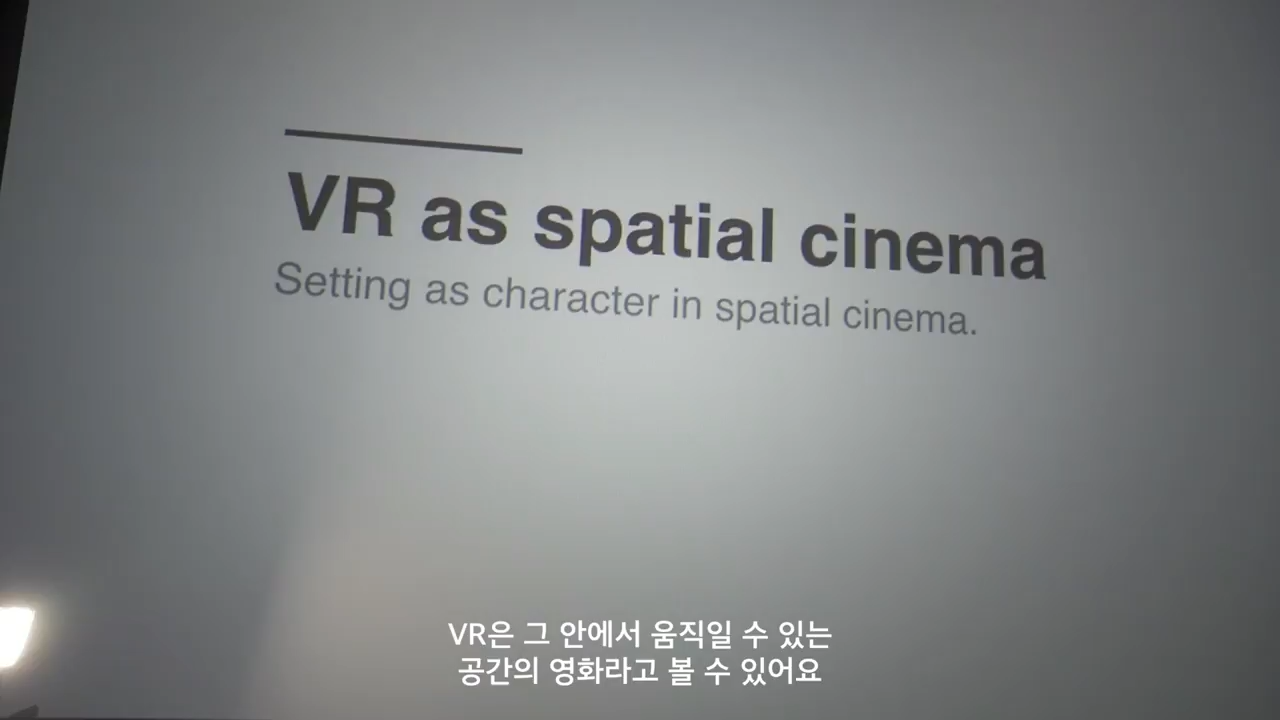 VR as spatial cinema
Setting as character in spatial cinema.
VR은 그 안에서 움직일 수 있는
공간의 영화라고 볼 수 있어요